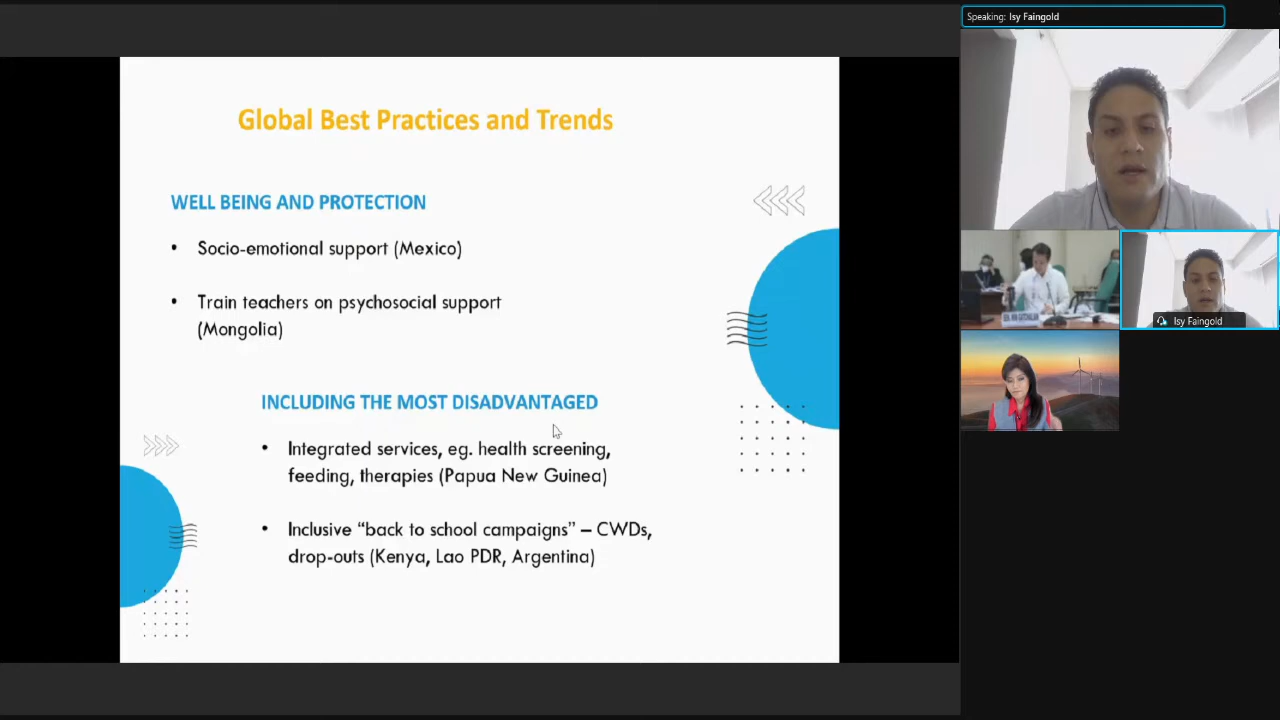 Speaking: Isy Faingold
Global Best Practices and Trends
WELL BEING AND PROTECTION
• Socio-emotional support (Mexico)
• Train teachers on psychosocial support
(Mongolia)
INCLUDING THE MOST DISADVANTAGED
• Integrated services, eg. health screening,
feeding, therapies (Papua New Guinea)
• Inclusive “back to school campaigns” – CWDs,
drop-outs (Kenya, Lao PDR, Argentina)
Isy Faingold